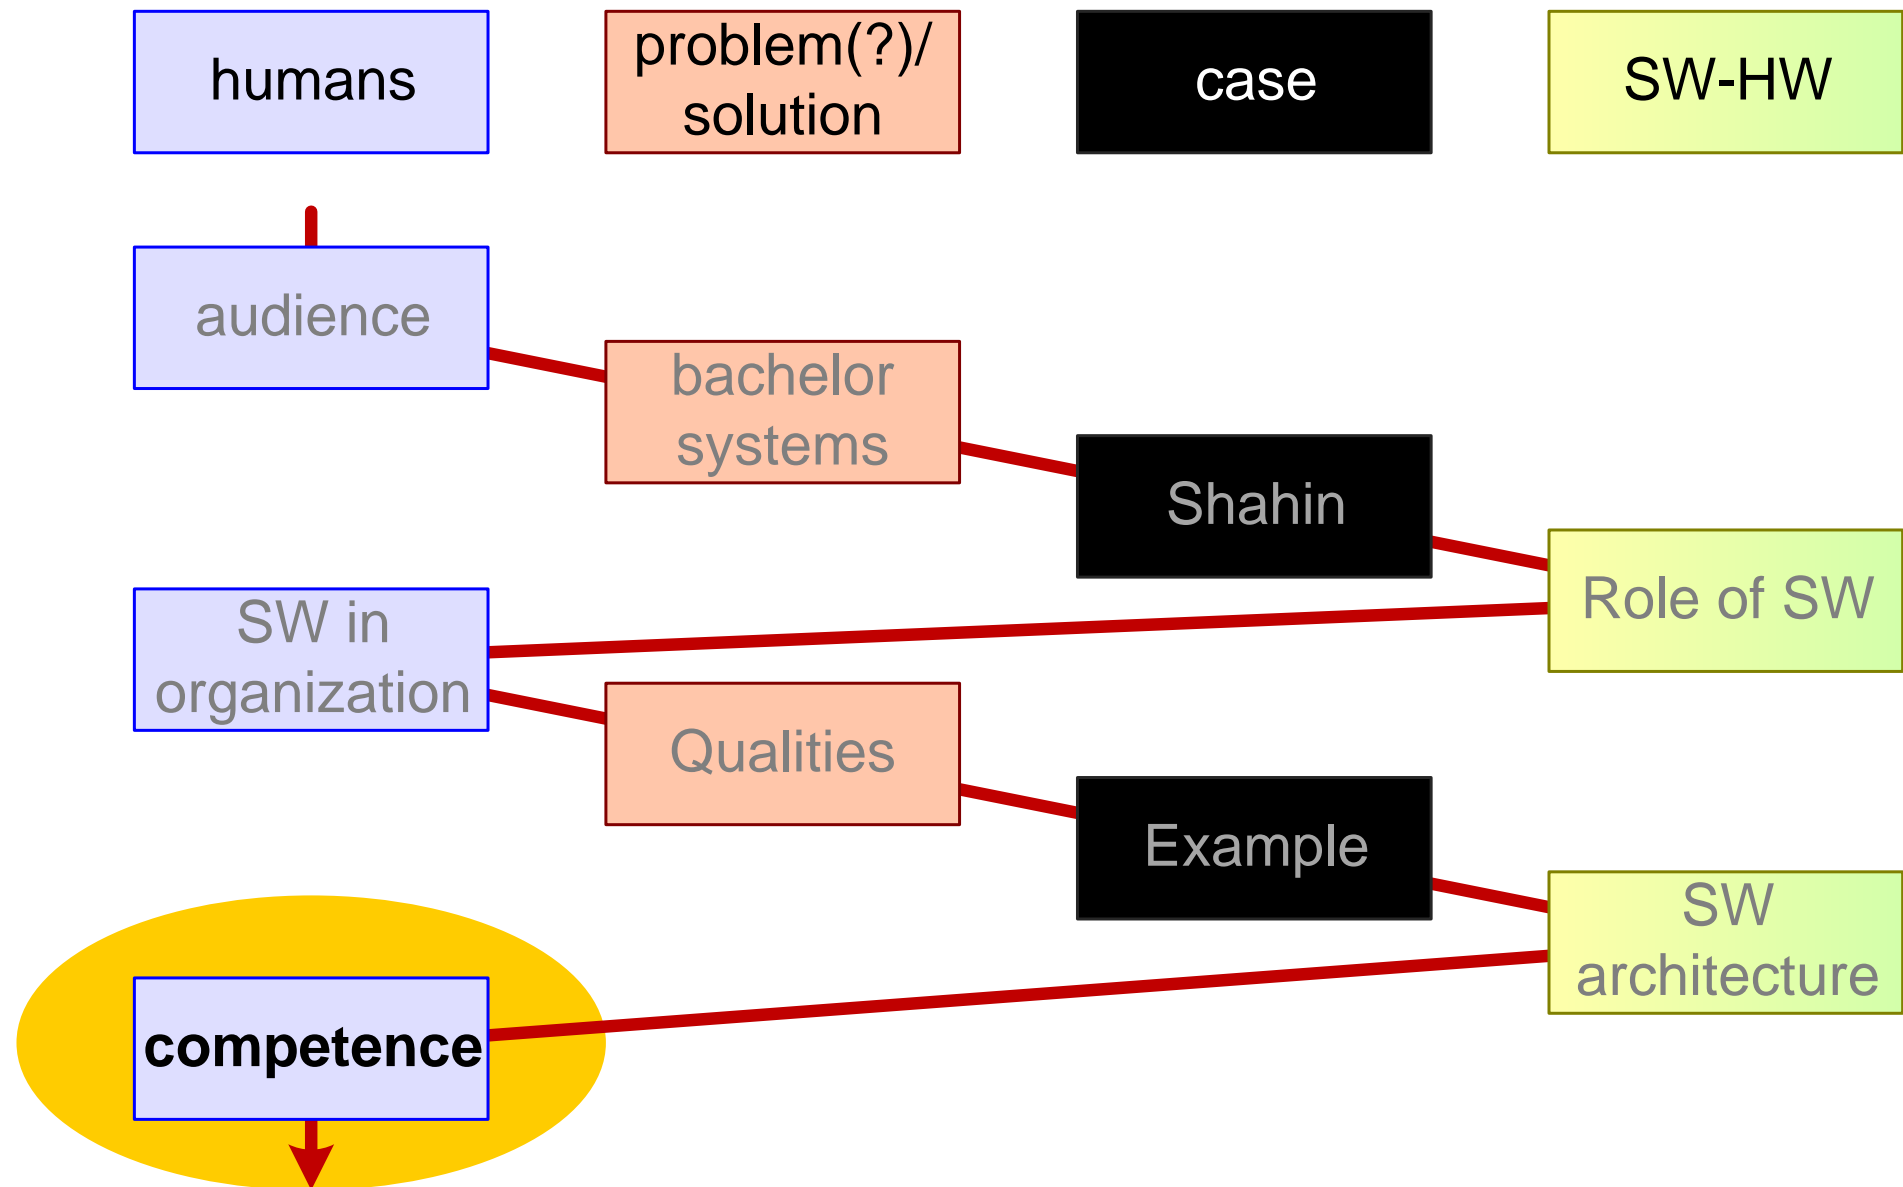 humans
problem(?)/
solution
case
SW-HW
audience
bachelor
systems
Shahin
Role of SW
SW in
organization
Qualities
Example
SW
architecture
competence